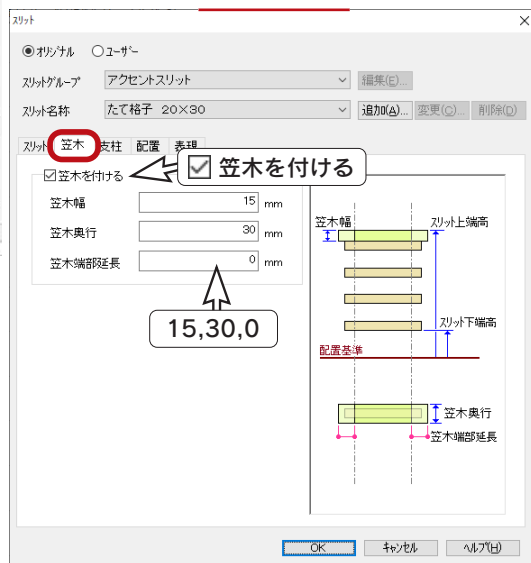 スリット
オリジナル ユーザー
スリットグループ アクセントスリット 編集(E)...
スリット名称 たて格子 20×30 追加(A)... 変更(C)... 削除(D)
スリット 笠木 支柱 配置 表現
笠木を付ける
笠木を付ける
笠木幅 15 mm
笠木奥行 30 mm
笠木端部延長 0 mm
15,30,0
笠木幅 スリット上端高
スリット下端高
配置基準
笠木奥行
笠木端部延長
OK キャンセル ヘルプ(H)